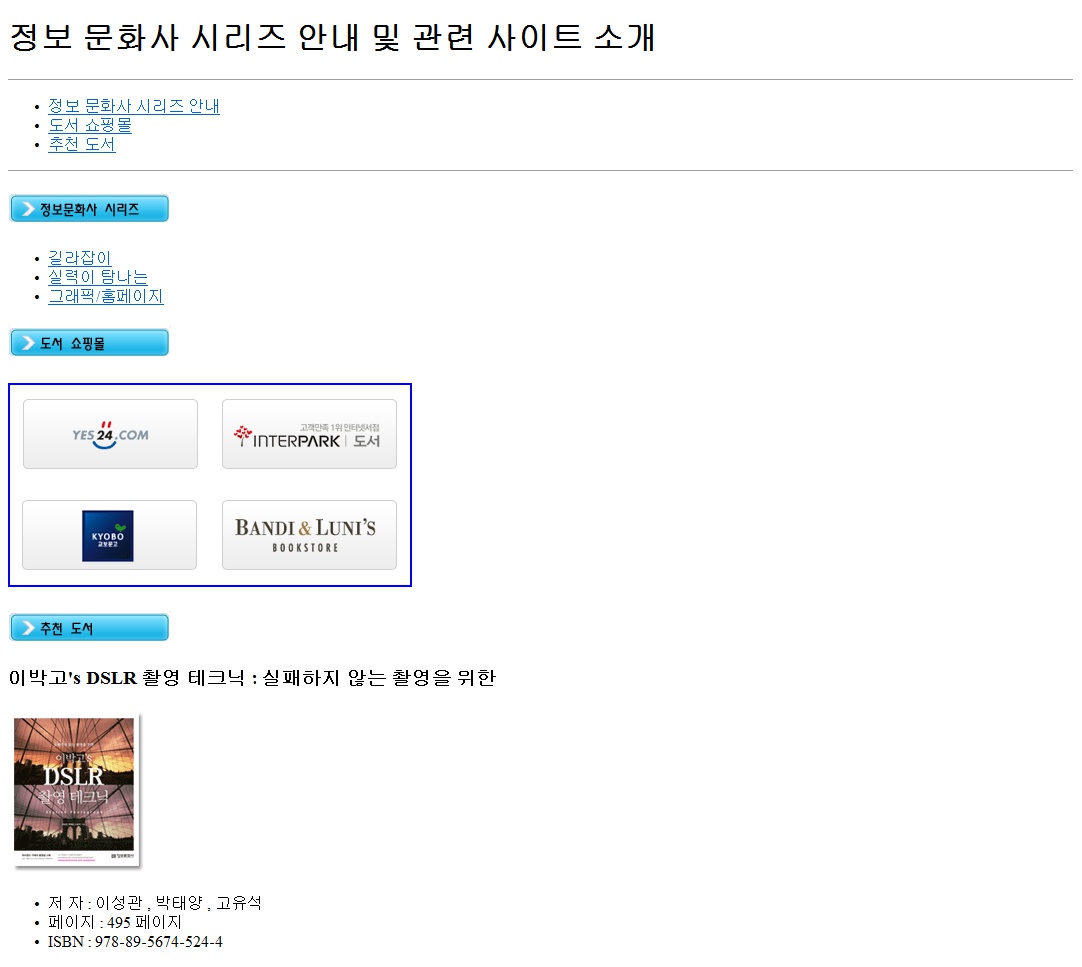 정보 문화사 시리즈 안내 및 관련 사이트 소개
정보 문화사 시리즈 안내
도서 쇼핑몰
추천 도서
정보문화사 시리즈
길라잡이
실력이 탐나는
그래픽/홈페이지
도서 쇼핑몰
YES24.COM
고객만족 1위 인터넷서점
INTERPARK 도서
KYOBO
교보문고
BANDI & LUNI'S
BOOKSTORE
추천 도서
이박고's DSLR 촬영 테크닉 : 실패하지 않는 촬영을 위한
이박고's
DSLR
촬영 테크닉
정보문화사
저 자 : 이성관 , 박태양 , 고유석
페이지 : 495 페이지
ISBN : 978-89-5674-524-4